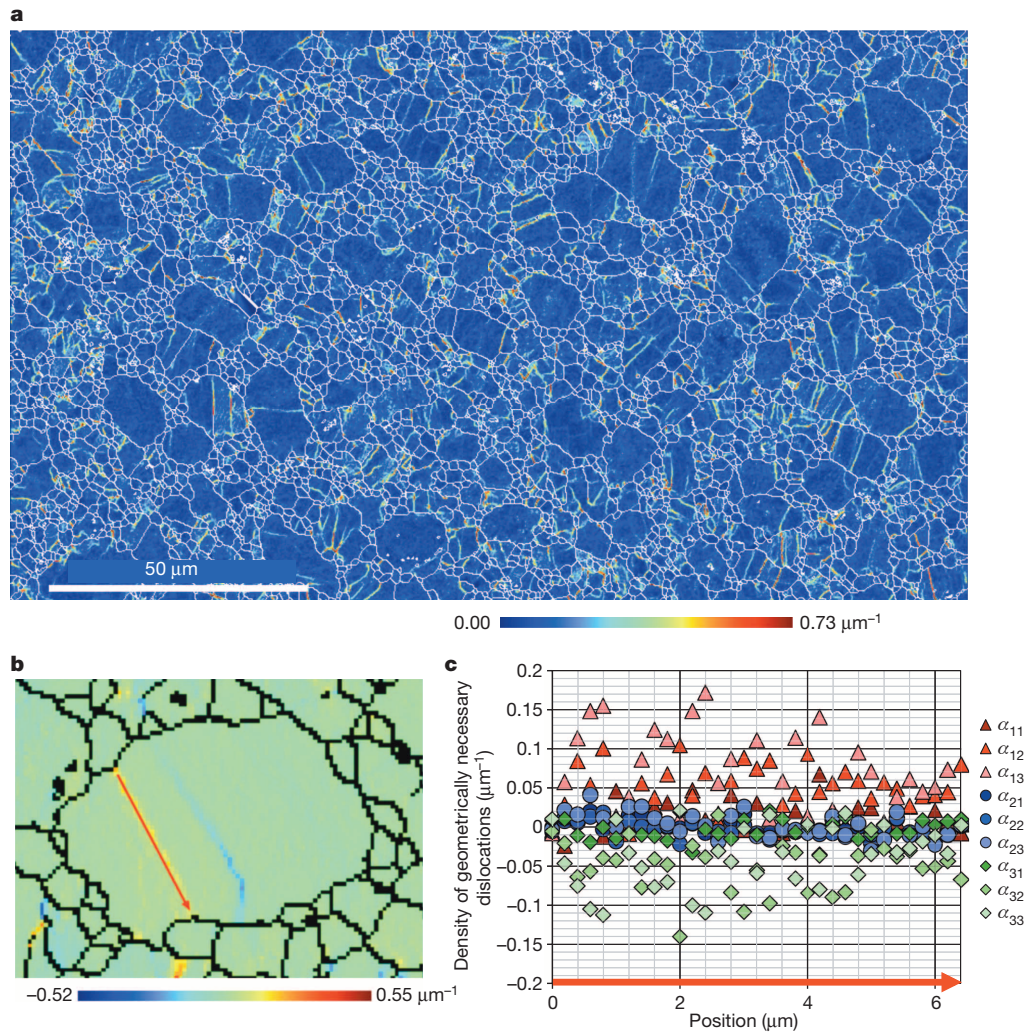 a
50 μm
0.00 0.73 μm⁻¹
b
−0.52 0.55 μm⁻¹
c
Density of geometrically necessary
dislocations (μm⁻¹)
0.2
0.15
0.1
0.05
0
−0.05
−0.1
−0.15
−0.2
0 2 4 6
Position (μm)
α₁₁
α₁₂
α₁₃
α₂₁
α₂₂
α₂₃
α₃₁
α₃₂
α₃₃